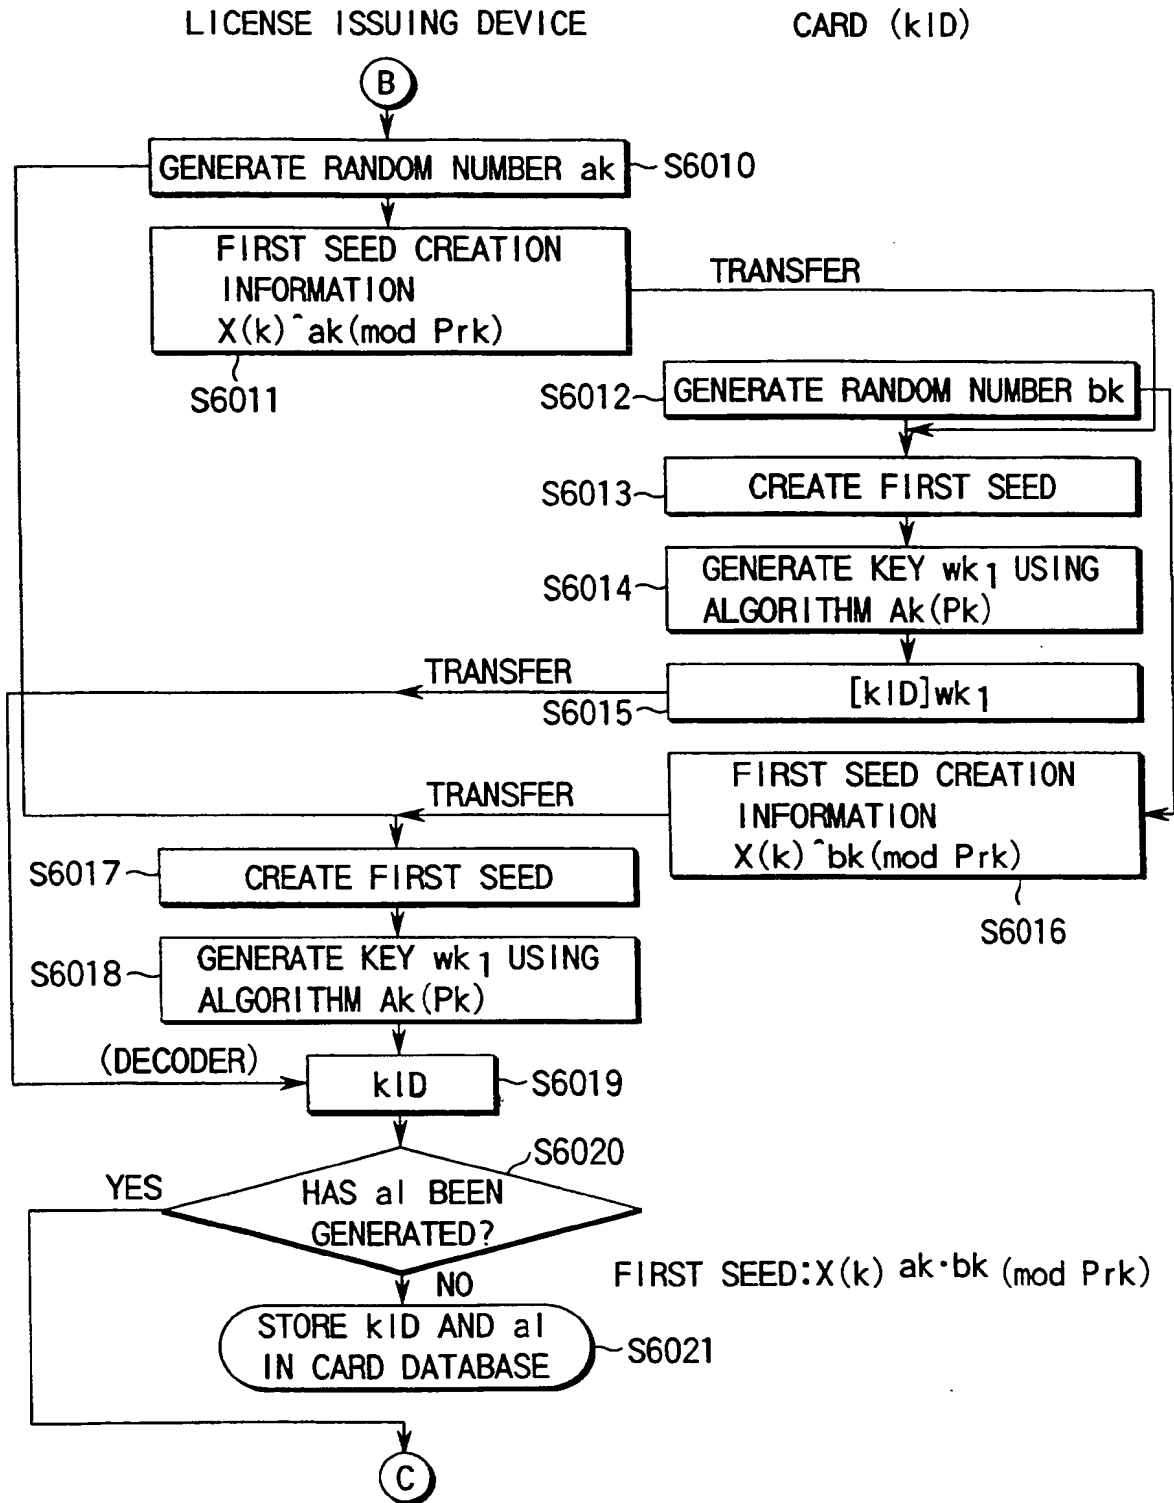 LICENSE ISSUING DEVICE
CARD (kID)
B
GENERATE RANDOM NUMBER ak
S6010
FIRST SEED CREATION
INFORMATION
X(k)^ak(mod Prk)
S6011
TRANSFER
S6012
GENERATE RANDOM NUMBER bk
S6013
CREATE FIRST SEED
S6014
GENERATE KEY wk1 USING
ALGORITHM Ak(Pk)
TRANSFER
S6015
[kID]wk1
FIRST SEED CREATION
INFORMATION
X(k)^bk(mod Prk)
TRANSFER
S6016
S6017
CREATE FIRST SEED
S6018
GENERATE KEY wk1 USING
ALGORITHM Ak(Pk)
(DECODER)
kID
S6019
S6020
YES
HAS aI BEEN
GENERATED?
NO
FIRST SEED:X(k) ak·bk (mod Prk)
STORE kID AND aI
IN CARD DATABASE
S6021
C